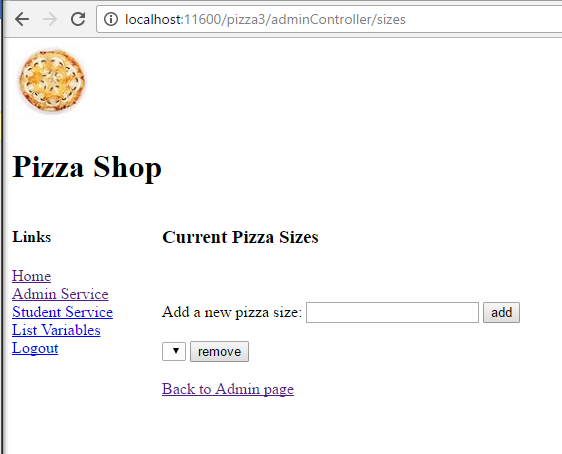 localhost:11600/pizza3/adminController/sizes
Pizza Shop
Links
Home
Admin Service
Student Service
List Variables
Logout
Current Pizza Sizes
Add a new pizza size: add
remove
Back to Admin page